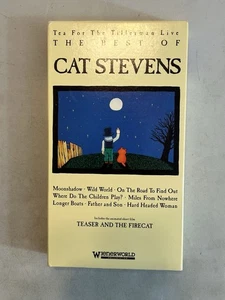 Tea For The Tillerman Live
THE BEST OF
CAT STEVENS
Moonshadow · Wild World · On The Road To Find Out
Where Do The Children Play? · Miles From Nowhere
Longer Boats · Father and Son · Hard Headed Woman
Includes the animated short film
TEASER AND THE FIRECAT
WIENERWORLD